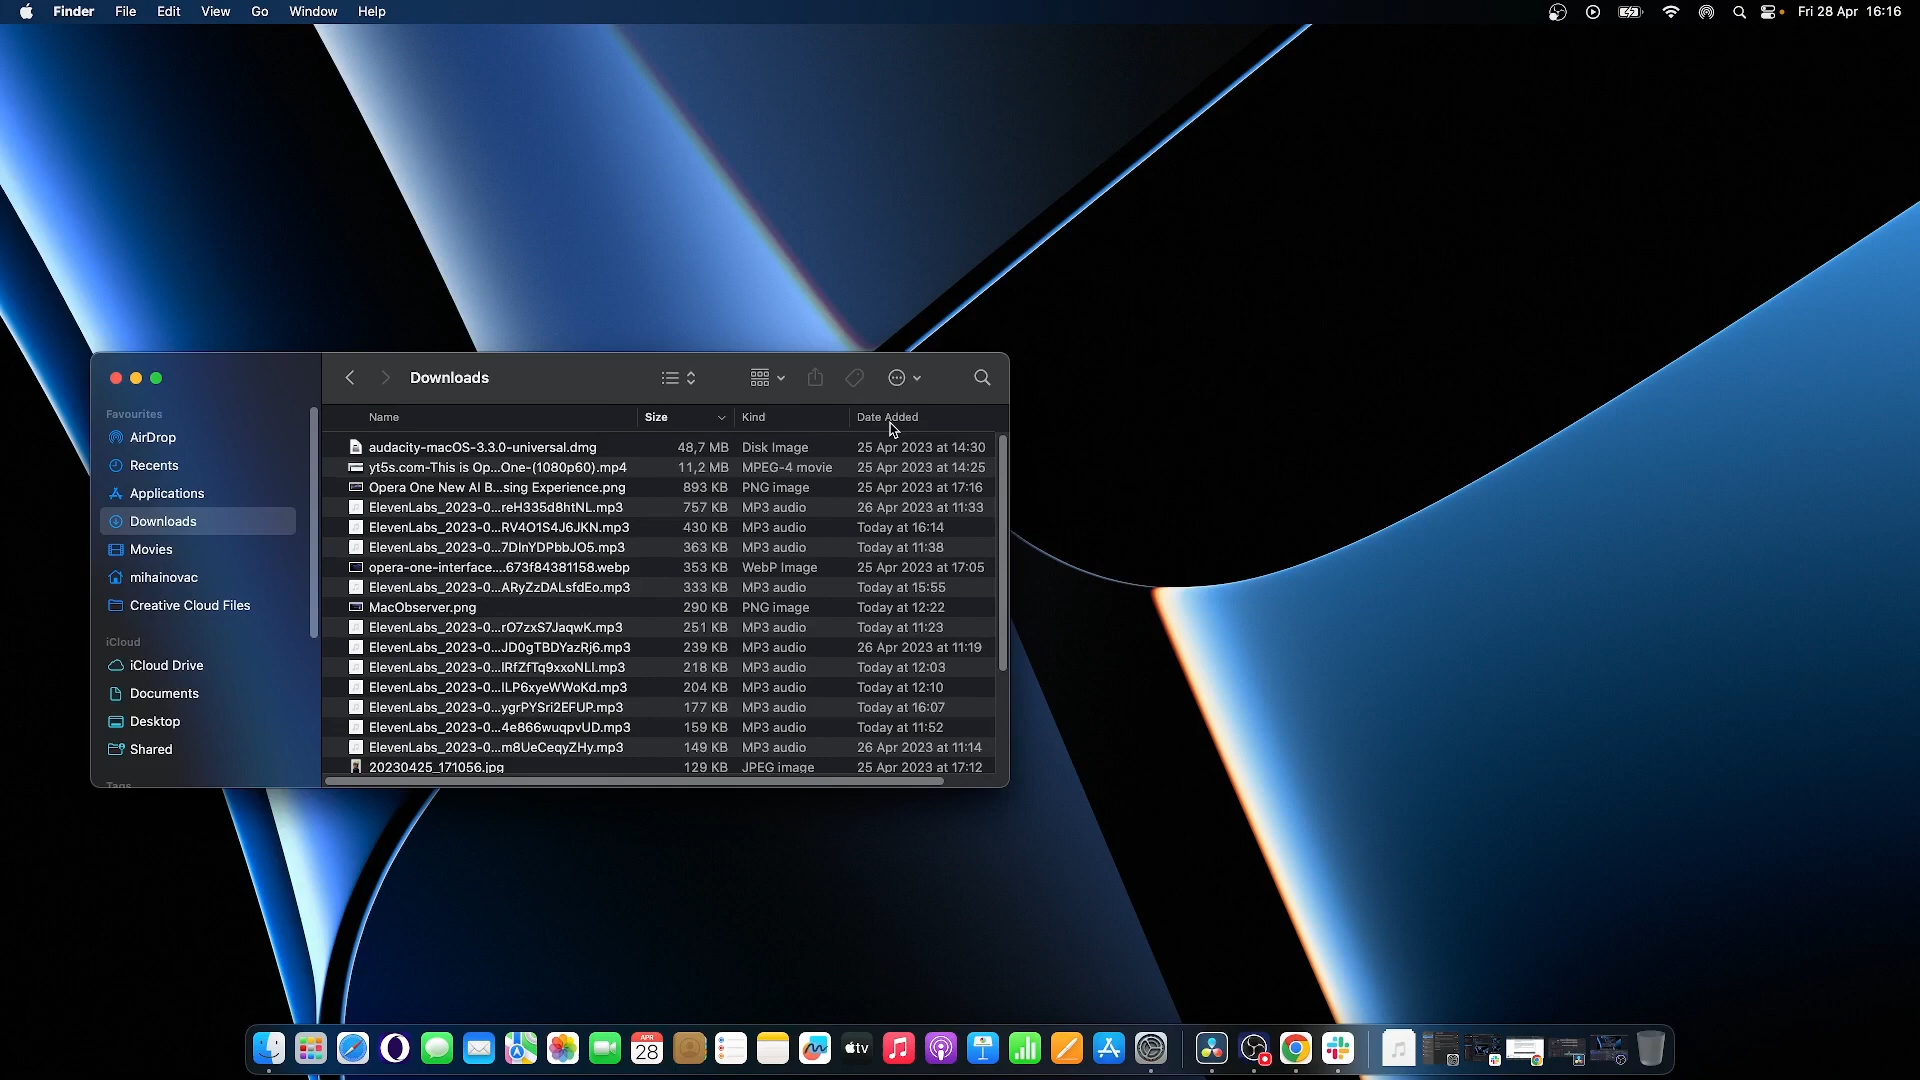 Finder File Edit View Go Window Help Fri 28 Apr 16:16
Downloads
Favourites
AirDrop
Recents
Applications
Downloads
Movies
mihainovac
Creative Cloud Files
iCloud
iCloud Drive
Documents
Desktop
Shared
Tags
Name Size Kind Date Added
audacity-macOS-3.3.0-universal.dmg 48,7 MB Disk Image 25 Apr 2023 at 14:30
yt5s.com-This is Op...One-(1080p60).mp4 11,2 MB MPEG-4 movie 25 Apr 2023 at 14:25
Opera One New AI B...sing Experience.png 893 KB PNG image 25 Apr 2023 at 17:16
ElevenLabs_2023-0...reH335d8htNL.mp3 757 KB MP3 audio 26 Apr 2023 at 11:33
ElevenLabs_2023-0...RV4O1S4J6JKN.mp3 430 KB MP3 audio Today at 16:14
ElevenLabs_2023-0...7DlnYDPbbJO5.mp3 363 KB MP3 audio Today at 11:38
opera-one-interface....673f84381158.webp 353 KB WebP Image 25 Apr 2023 at 17:05
ElevenLabs_2023-0...ARyZzDALsfdEo.mp3 333 KB MP3 audio Today at 15:55
MacObserver.png 290 KB PNG image Today at 12:22
ElevenLabs_2023-0...rO7zxS7JaqwK.mp3 251 KB MP3 audio Today at 11:23
ElevenLabs_2023-0...JD0gTBDYazRj6.mp3 239 KB MP3 audio 26 Apr 2023 at 11:19
ElevenLabs_2023-0...IRfZfTq9xxoNLI.mp3 218 KB MP3 audio Today at 12:03
ElevenLabs_2023-0...ILP6xyeWWoKd.mp3 204 KB MP3 audio Today at 12:10
ElevenLabs_2023-0...ygrPYSri2EFUP.mp3 177 KB MP3 audio Today at 16:07
ElevenLabs_2023-0...4e866wuqpvUD.mp3 159 KB MP3 audio Today at 11:52
ElevenLabs_2023-0...m8UeCeqyZHy.mp3 149 KB MP3 audio 26 Apr 2023 at 11:14
20230425_171056.jpg 129 KB JPEG image 25 Apr 2023 at 17:12
APR
28
tv